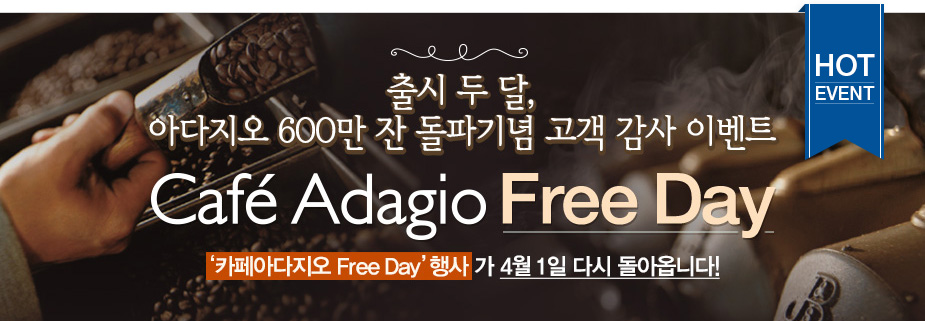 출시 두 달,
아다지오 600만 잔 돌파기념 고객 감사 이벤트
Café Adagio Free Day
‘카페아다지오 Free Day’ 행사 가 4월 1일 다시 돌아옵니다!
HOT
EVENT